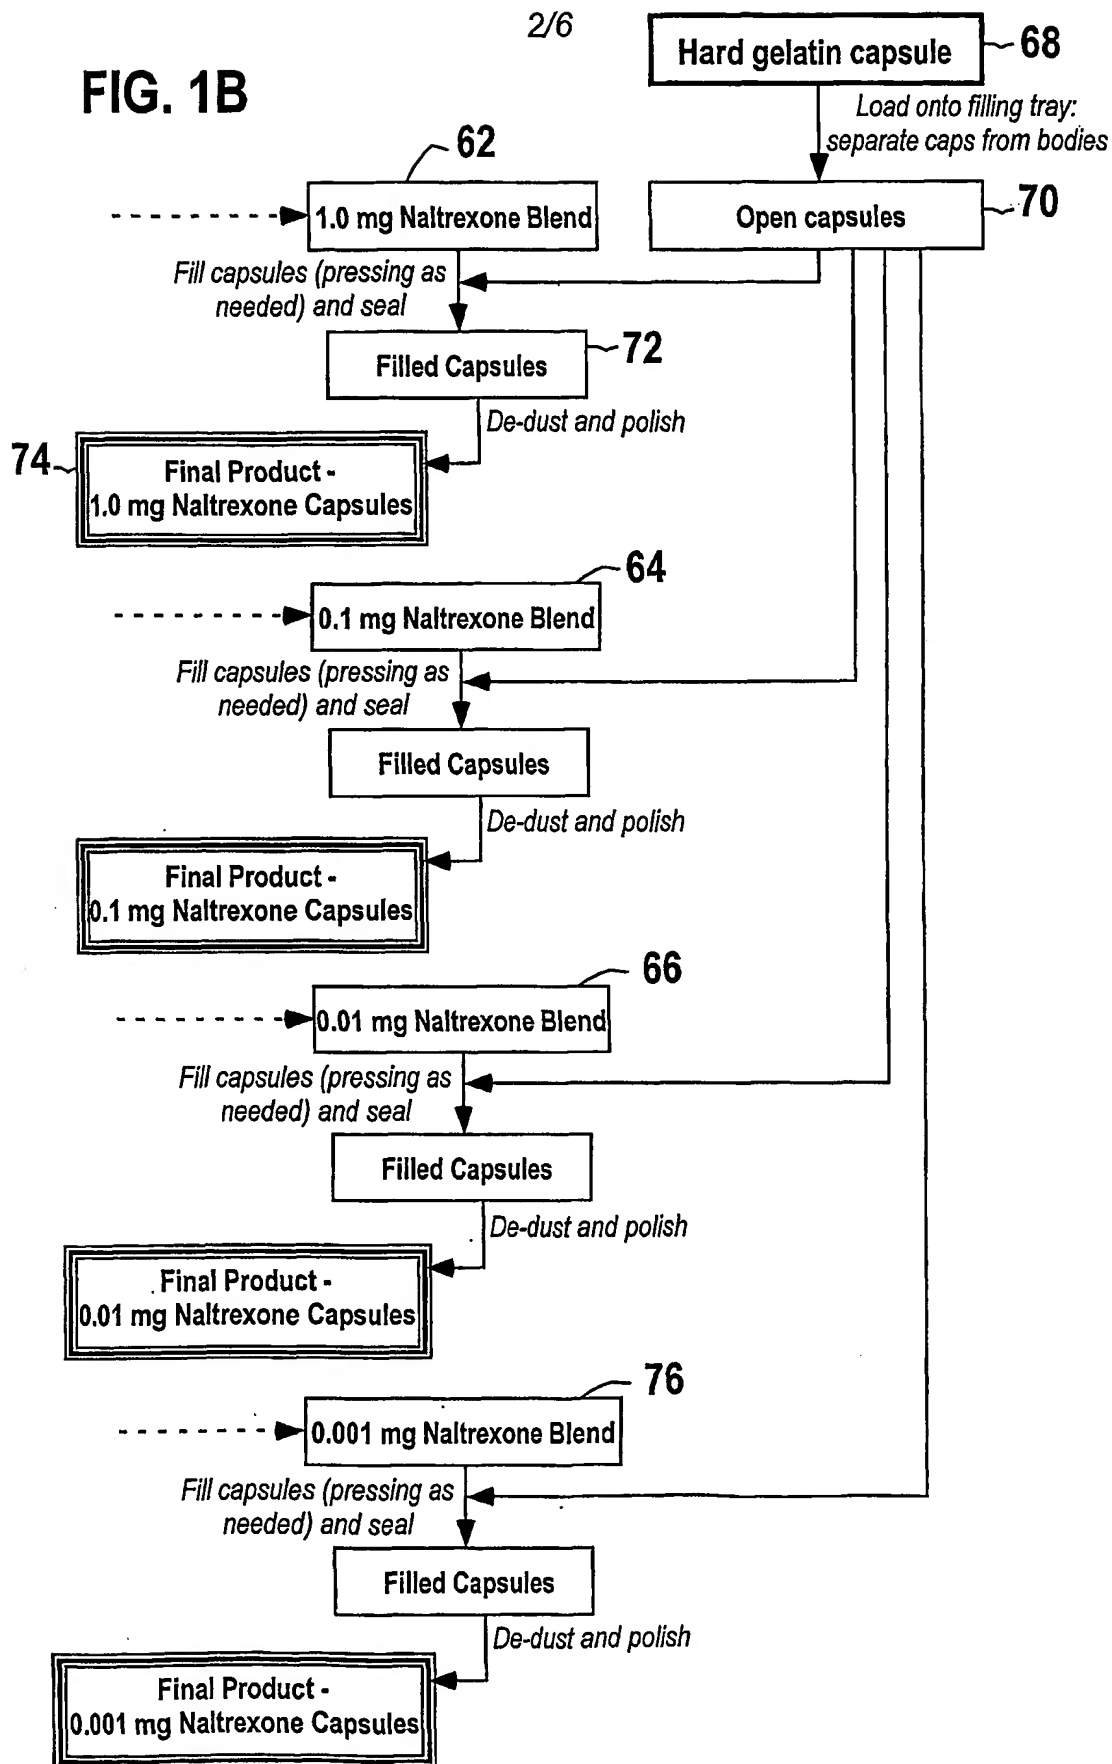 2/6
FIG. 1B
Hard gelatin capsule
68
Load onto filling tray:
separate caps from bodies
62
1.0 mg Naltrexone Blend
Open capsules
70
Fill capsules (pressing as
needed) and seal
Filled Capsules
72
De-dust and polish
74
Final Product -
1.0 mg Naltrexone Capsules
64
0.1 mg Naltrexone Blend
Fill capsules (pressing as
needed) and seal
Filled Capsules
De-dust and polish
Final Product -
0.1 mg Naltrexone Capsules
66
0.01 mg Naltrexone Blend
Fill capsules (pressing as
needed) and seal
Filled Capsules
De-dust and polish
Final Product -
0.01 mg Naltrexone Capsules
76
0.001 mg Naltrexone Blend
Fill capsules (pressing as
needed) and seal
Filled Capsules
De-dust and polish
Final Product -
0.001 mg Naltrexone Capsules